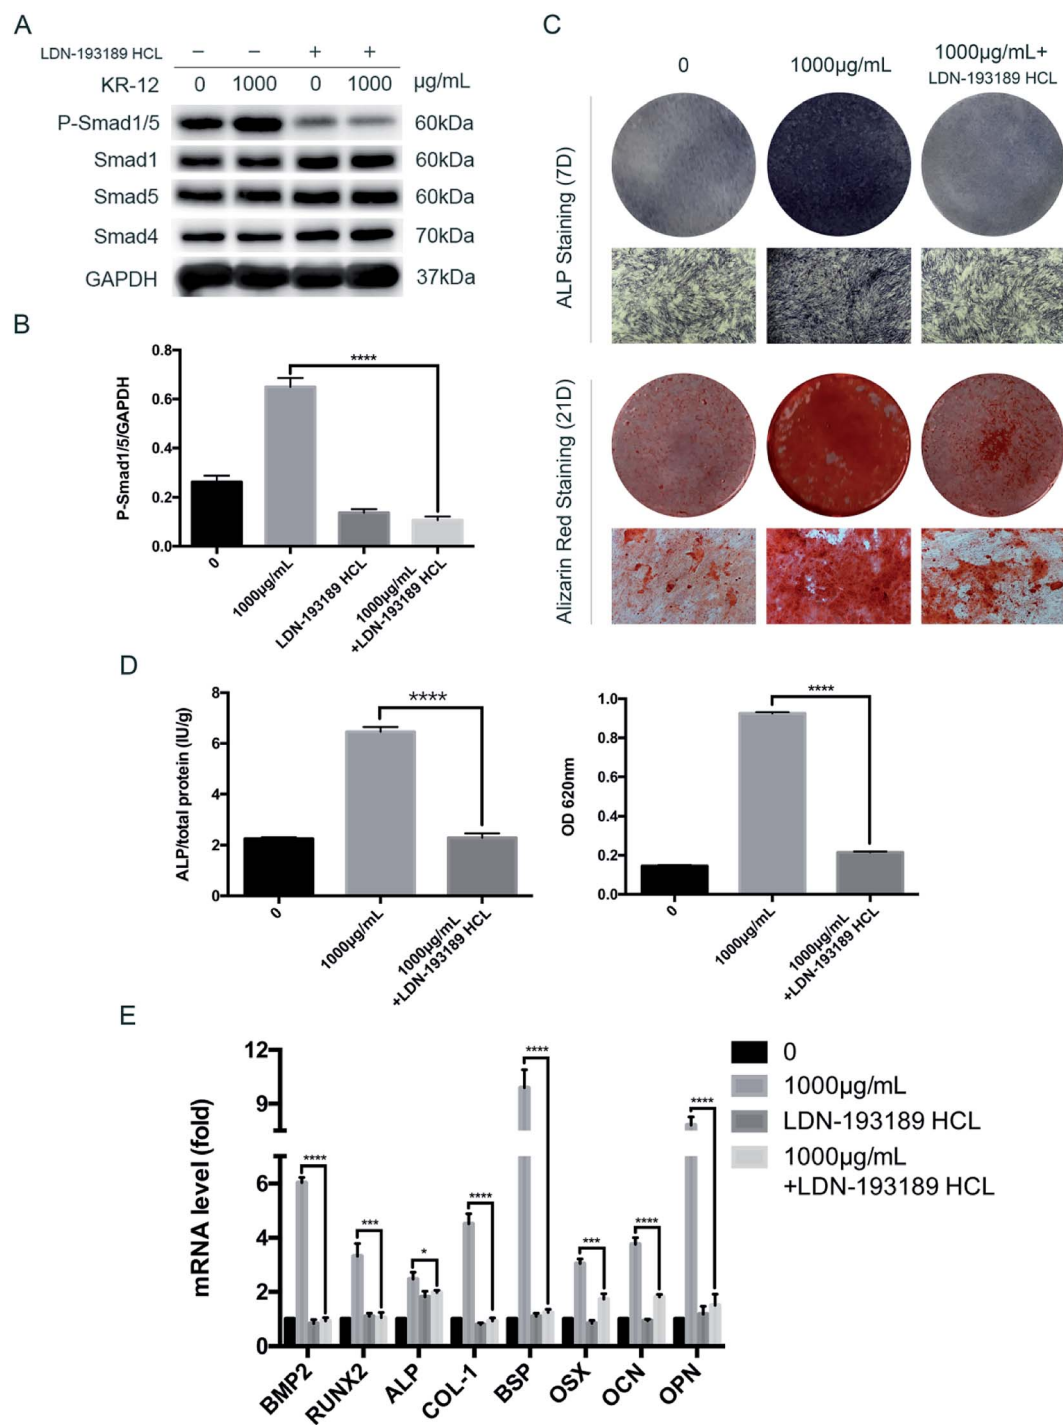 A
LDN-193189 HCL − − + +
KR-12 0 1000 0 1000 µg/mL
P-Smad1/5 60kDa
Smad1 60kDa
Smad5 60kDa
Smad4 70kDa
GAPDH 37kDa
B
P-Smad1/5/GAPDH
0.8
0.6
0.4
0.2
0.0
****
0
1000µg/mL
LDN-193189 HCL
1000µg/mL
+LDN-193189 HCL
C
0
1000µg/mL
1000µg/mL+
LDN-193189 HCL
ALP Staining (7D)
Alizarin Red Staining (21D)
D
ALP/total protein (IU/g)
8
6
4
2
0
****
0
1000µg/mL
1000µg/mL
+LDN-193189 HCL
OD 620nm
1.0
0.8
0.6
0.4
0.2
0.0
****
0
1000µg/mL
1000µg/mL
+LDN-193189 HCL
E
mRNA level (fold)
12
9
6
4
2
0
****
***
*
****
****
***
****
****
BMP2
RUNX2
ALP
COL-1
BSP
OSX
OCN
OPN
0
1000µg/mL
LDN-193189 HCL
1000µg/mL
+LDN-193189 HCL